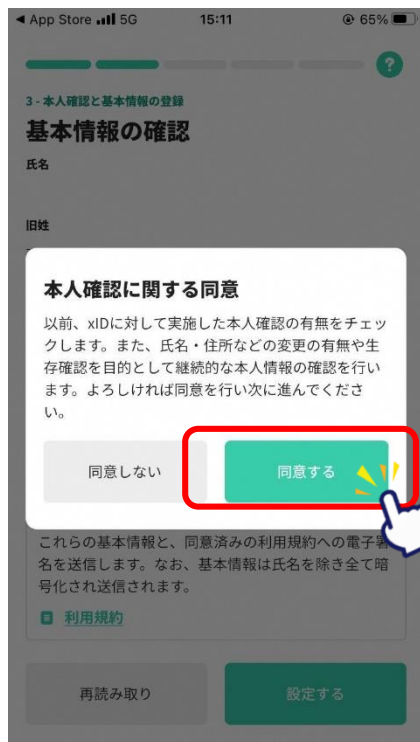 ◀ App Store 5G 15:11 65%
?
3 - 本人確認と基本情報の登録
基本情報の確認
氏名
旧姓
本人確認に関する同意
以前、xIDに対して実施した本人確認の有無をチェッ
クします。また、氏名・住所などの変更の有無や生
存確認を目的として継続的な本人情報の確認を行い
ます。よろしければ同意を行い次に進んでくださ
い。
同意しない 同意する
これらの基本情報と、同意済みの利用規約への電子署
名を送信します。なお、基本情報は氏名を除き全て暗
号化され送信されます。
利用規約
再読み取り 設定する